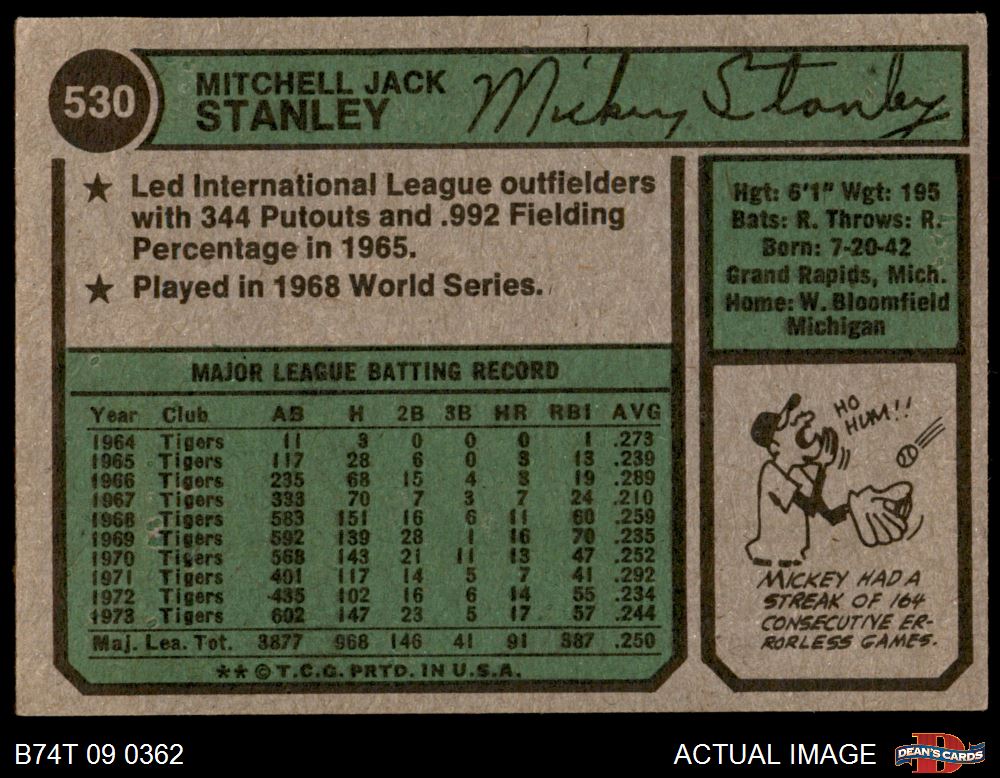 530
MITCHELL JACK
STANLEY
Mickey Stanley
★ Led International League outfielders
with 344 Putouts and .992 Fielding
Percentage in 1965.
★ Played in 1968 World Series.
Hgt: 6'1" Wgt: 195
Bats: R. Throws: R.
Born: 7-20-42
Grand Rapids, Mich.
Home: W. Bloomfield
Michigan
MAJOR LEAGUE BATTING RECORD
Year Club AB H 2B 3B HR RBI AVG
1964 Tigers 11 3 0 0 0 1 .273
1965 Tigers 117 28 6 0 3 13 .239
1966 Tigers 235 68 15 4 3 19 .289
1967 Tigers 333 70 7 3 7 24 .210
1968 Tigers 583 151 16 6 11 60 .259
1969 Tigers 592 139 28 1 16 70 .235
1970 Tigers 568 143 21 11 13 47 .252
1971 Tigers 401 117 14 5 7 41 .292
1972 Tigers 435 102 16 6 14 55 .234
1973 Tigers 602 147 23 5 17 57 .244
Maj. Lea. Tot. 3877 968 146 41 91 387 .250
**©T.C.G. PRTD. IN U.S.A.
HO
HUM!!
MICKEY HAD A
STREAK OF 164
CONSECUTIVE ER-
RORLESS GAMES.
B74T 09 0362
ACTUAL IMAGE
DEAN'S CARDS